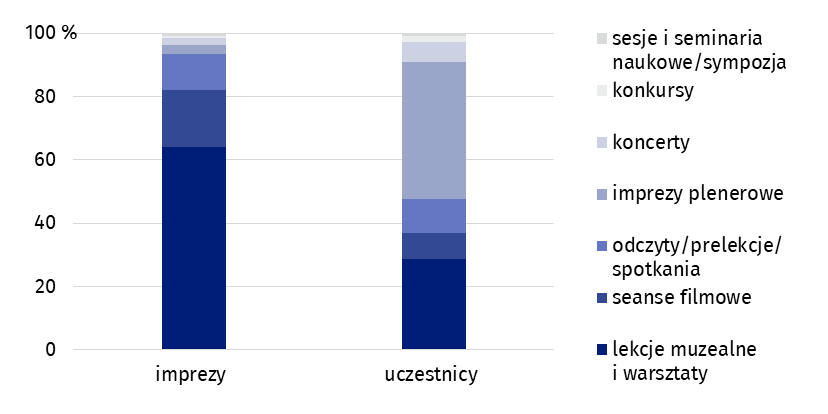 100 %
80
60
40
20
0
imprezy
uczestnicy
sesje i seminaria
naukowe/sympozja
konkursy
koncerty
imprezy plenerowe
odczyty/prelekcje/
spotkania
seanse filmowe
lekcje muzealne
i warsztaty